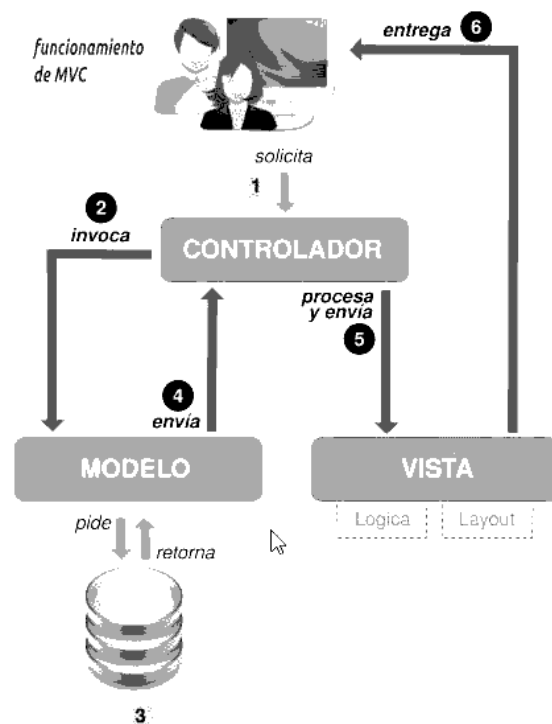 funcionamiento
de MVC
entrega 6
solicita
1
2
invoca
CONTROLADOR
procesa
y envía
5
4
envía
MODELO
VISTA
Logica
Layout
pide
retorna
3